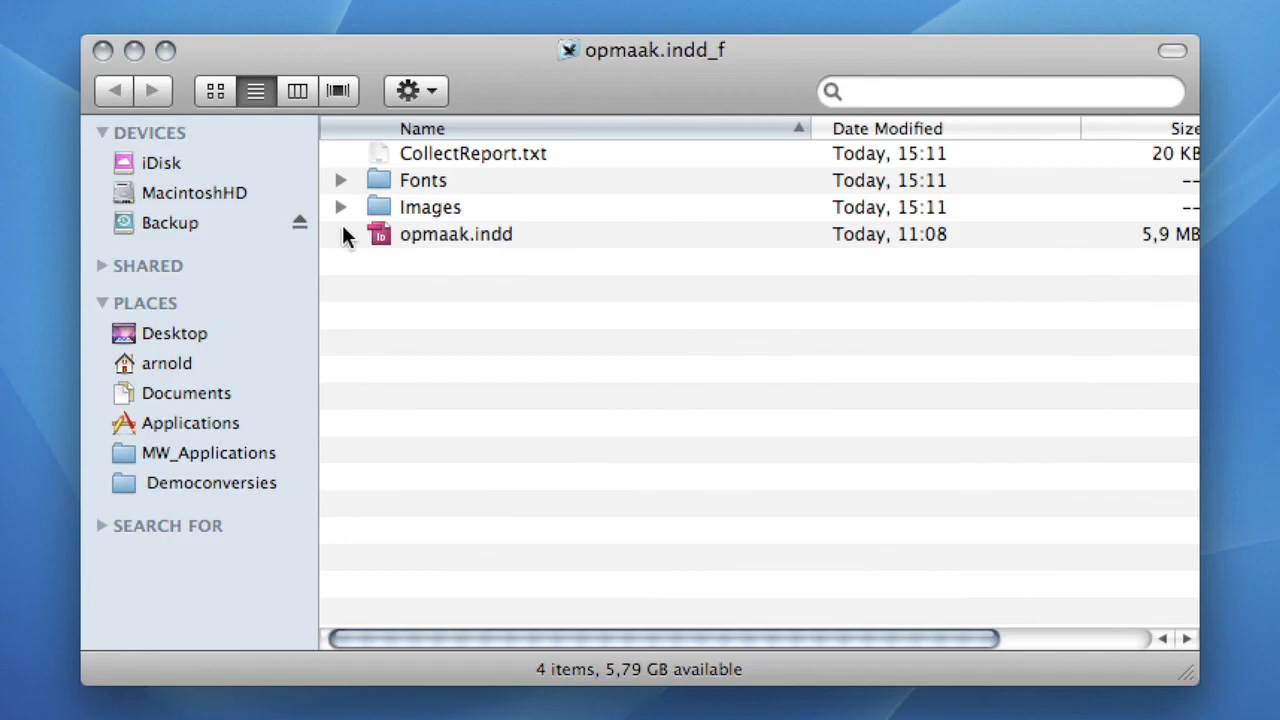 opmaak.indd_f
Name Date Modified Size
DEVICES
iDisk
MacintoshHD
Backup
SHARED
PLACES
Desktop
arnold
Documents
Applications
MW_Applications
Democonversies
SEARCH FOR
CollectReport.txt Today, 15:11 20 KB
Fonts Today, 15:11 --
Images Today, 15:11 --
Id opmaak.indd Today, 11:08 5,9 MB
4 items, 5,79 GB available